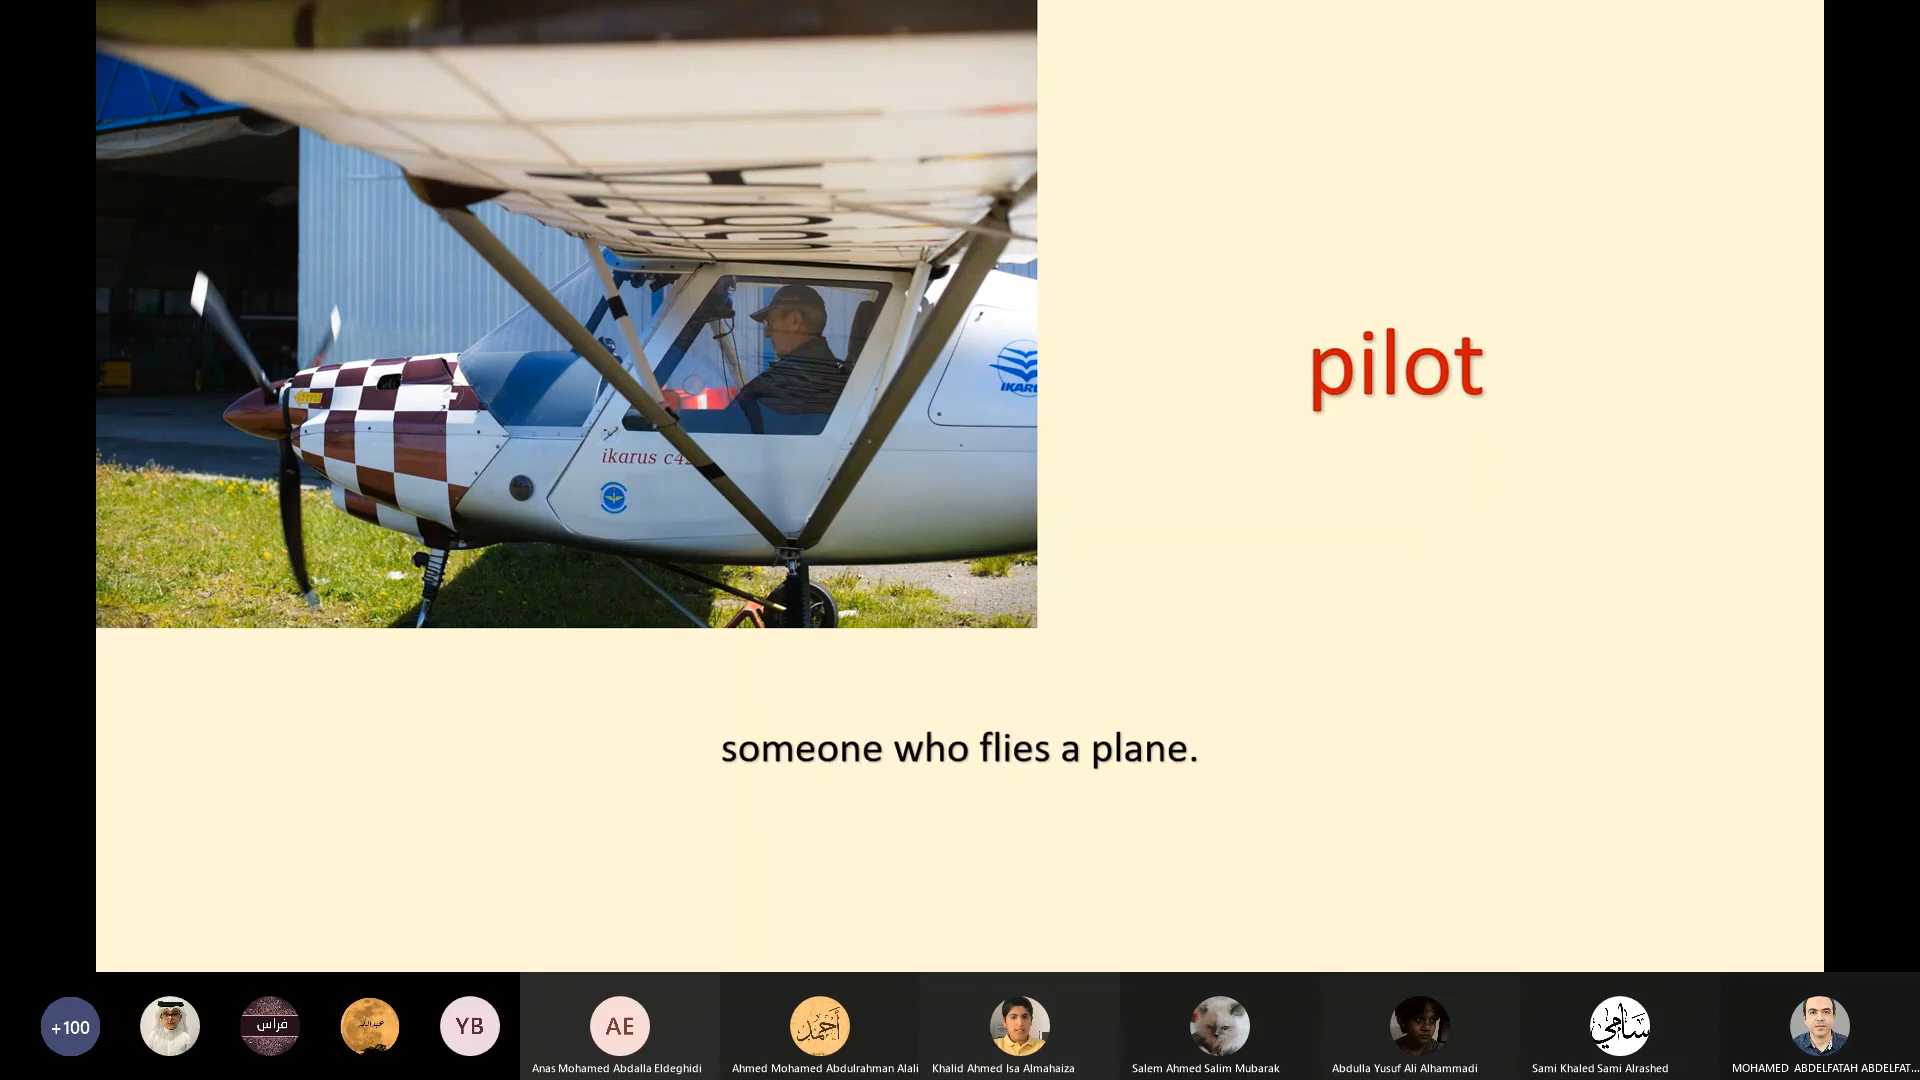 pilot
IKARU
ikarus c42
someone who flies a plane.
+100
فراس
عبدالله
YB
AE
أحمد
سامي
Anas Mohamed Abdalla Eldeghidi
Ahmed Mohamed Abdulrahman Alali
Khalid Ahmed Isa Almahaiza
Salem Ahmed Salim Mubarak
Abdulla Yusuf Ali Alhammadi
Sami Khaled Sami Alrashed
MOHAMED ABDELFATAH ABDELFAT...